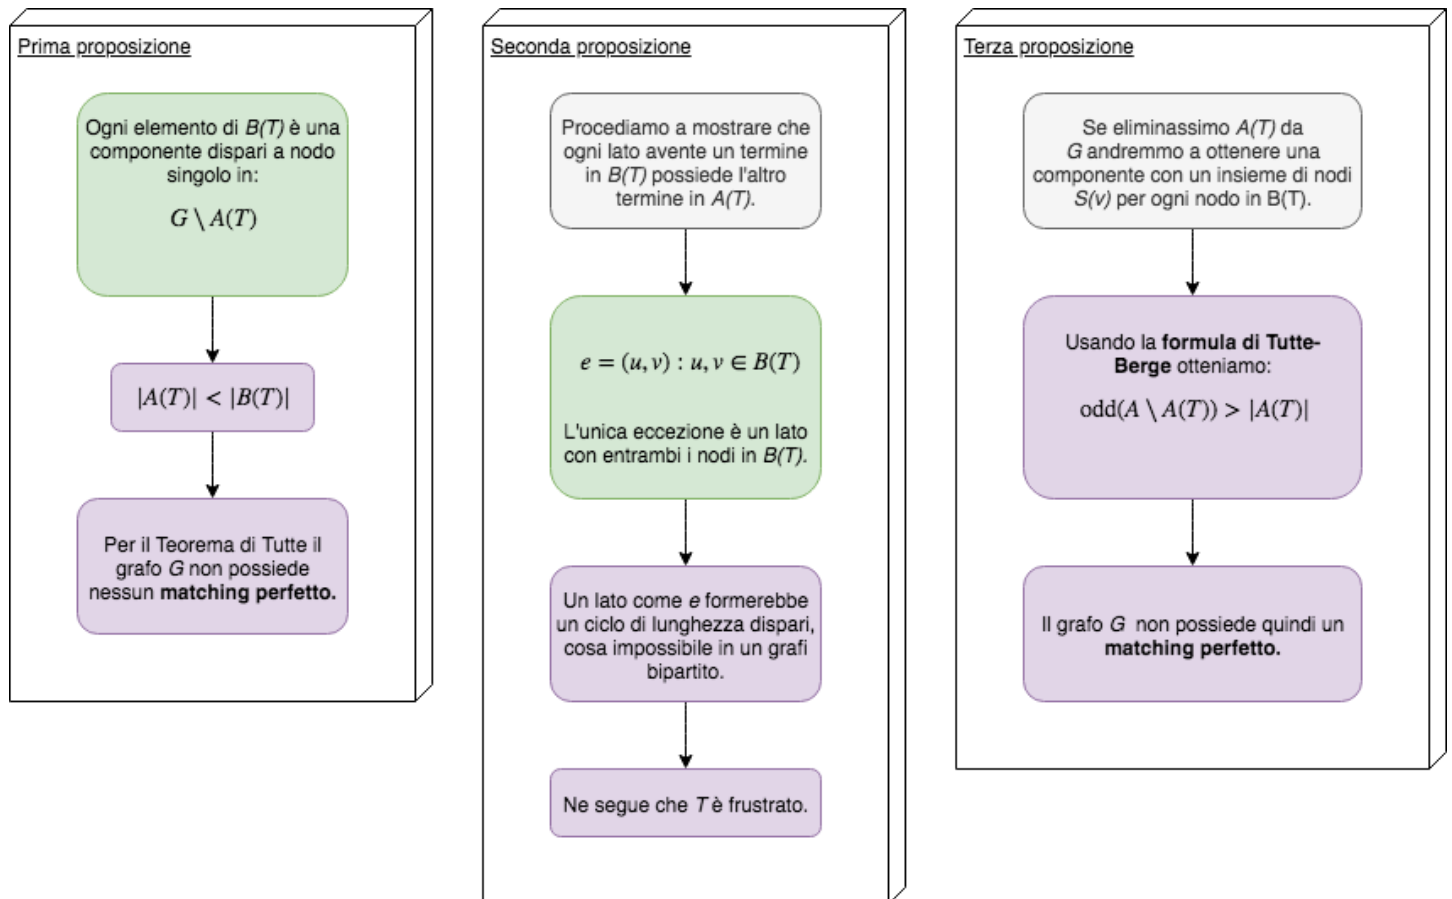 Prima proposizione
Ogni elemento di B(T) è una
componente dispari a nodo
singolo in:
G \ A(T)
|A(T)| < |B(T)|
Per il Teorema di Tutte il
grafo G non possiede
nessun matching perfetto.
Seconda proposizione
Procediamo a mostrare che
ogni lato avente un termine
in B(T) possiede l'altro
termine in A(T).
e = (u, v) : u, v ∈ B(T)
L'unica eccezione è un lato
con entrambi i nodi in B(T).
Un lato come e formerebbe
un ciclo di lunghezza dispari,
cosa impossibile in un grafi
bipartito.
Ne segue che T è frustrato.
Terza proposizione
Se eliminassimo A(T) da
G andremmo a ottenere una
componente con un insieme di nodi
S(v) per ogni nodo in B(T).
Usando la formula di Tutte-
Berge otteniamo:
odd(A \ A(T)) > |A(T)|
Il grafo G non possiede quindi un
matching perfetto.